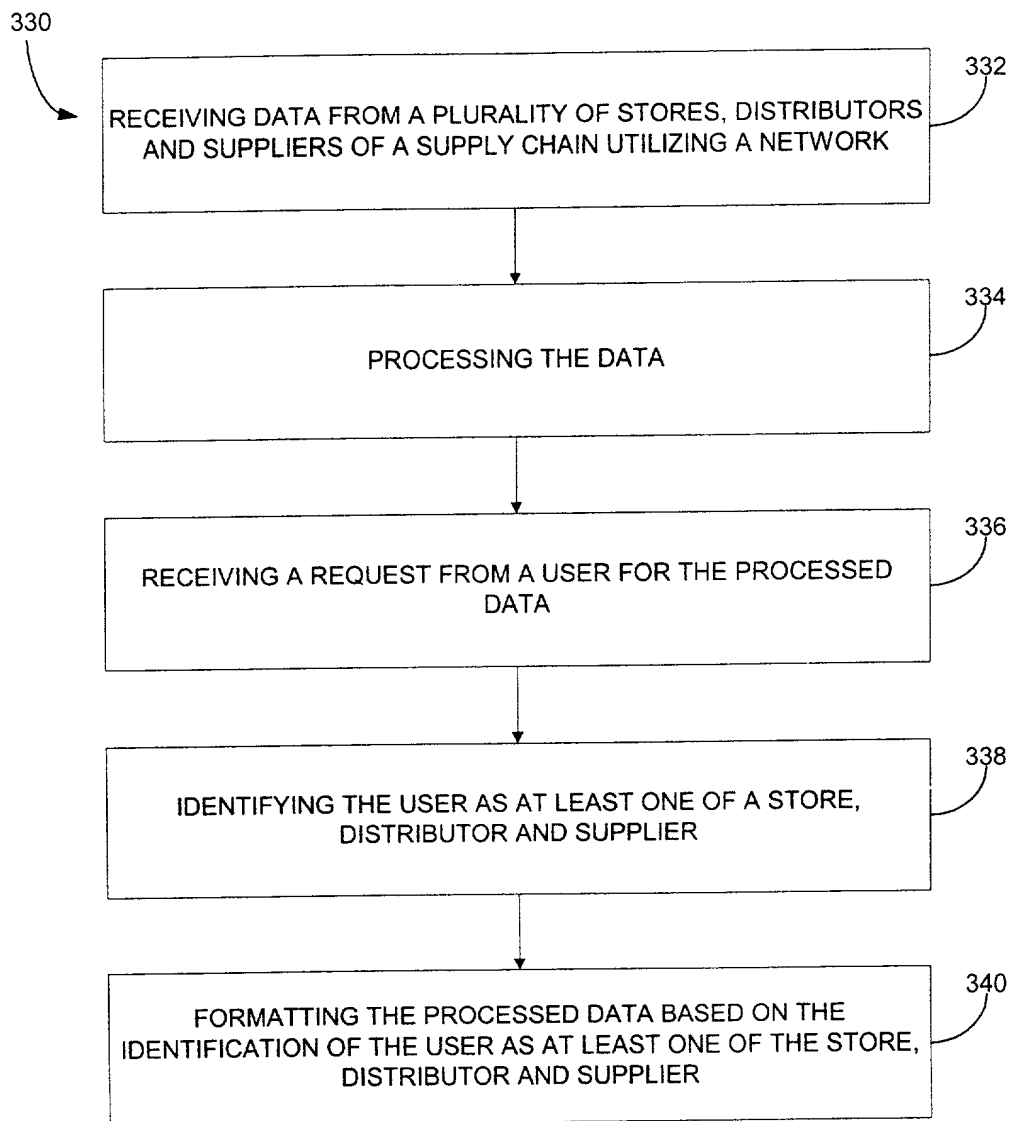 330
332
RECEIVING DATA FROM A PLURALITY OF STORES, DISTRIBUTORS
AND SUPPLIERS OF A SUPPLY CHAIN UTILIZING A NETWORK
334
PROCESSING THE DATA
336
RECEIVING A REQUEST FROM A USER FOR THE PROCESSED
DATA
338
IDENTIFYING THE USER AS AT LEAST ONE OF A STORE,
DISTRIBUTOR AND SUPPLIER
340
FORMATTING THE PROCESSED DATA BASED ON THE
IDENTIFICATION OF THE USER AS AT LEAST ONE OF THE STORE,
DISTRIBUTOR AND SUPPLIER